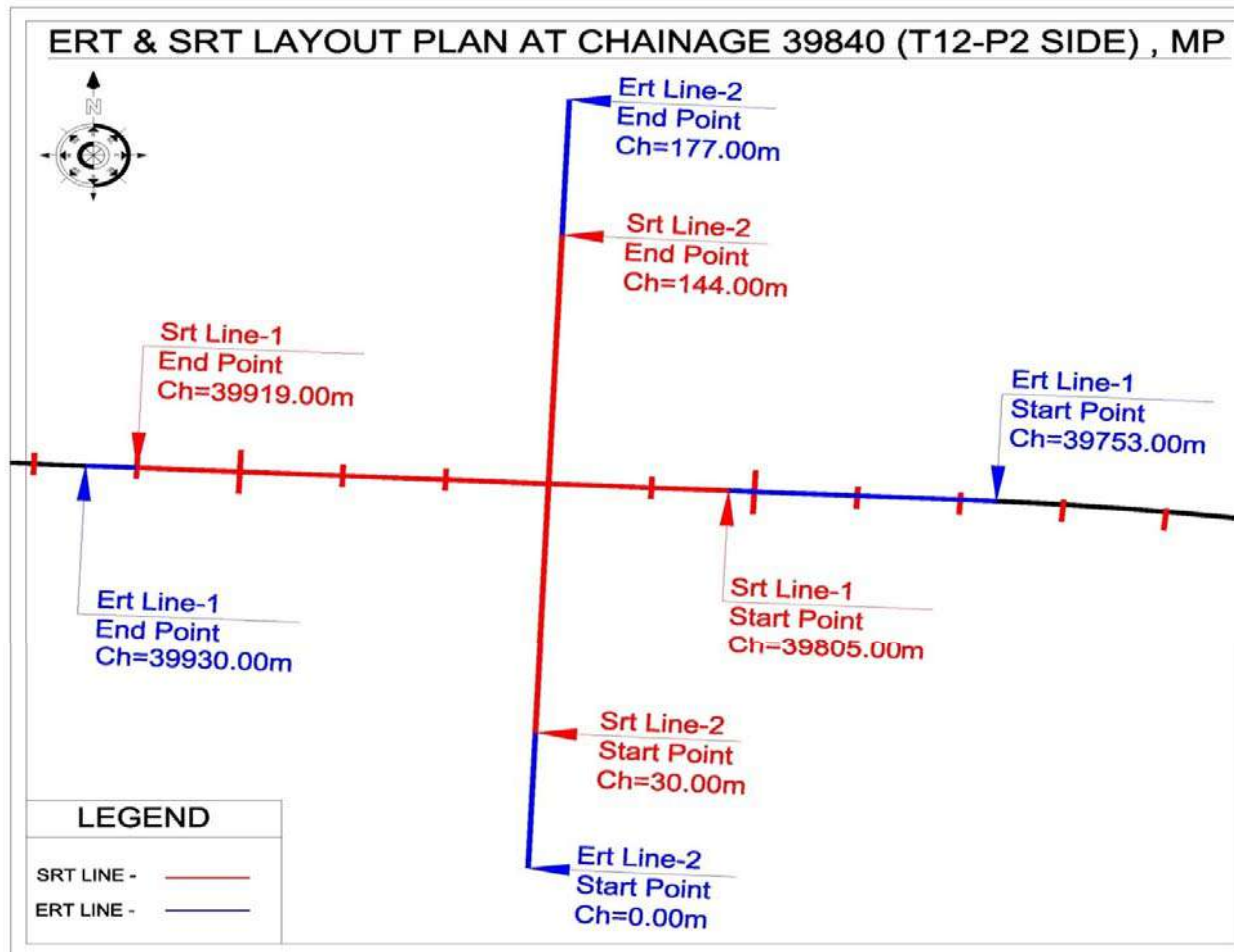 ERT & SRT LAYOUT PLAN AT CHAINAGE 39840 (T12-P2 SIDE) , MP
N
Ert Line-2
End Point
Ch=177.00m
Srt Line-2
End Point
Ch=144.00m
Srt Line-1
End Point
Ch=39919.00m
Ert Line-1
Start Point
Ch=39753.00m
Ert Line-1
End Point
Ch=39930.00m
Srt Line-1
Start Point
Ch=39805.00m
Srt Line-2
Start Point
Ch=30.00m
Ert Line-2
Start Point
Ch=0.00m
LEGEND
SRT LINE -
ERT LINE -